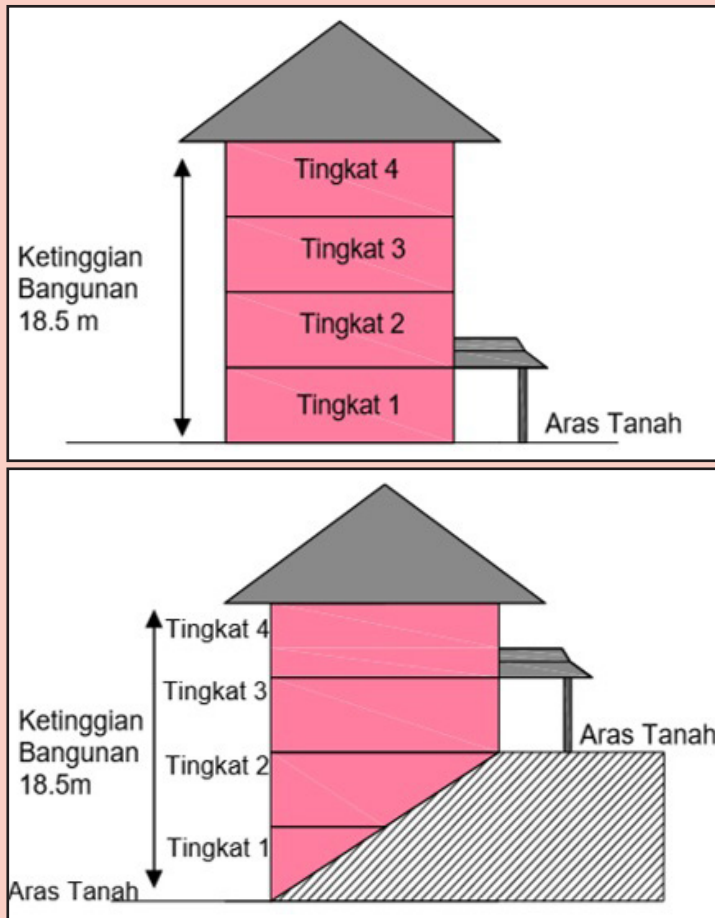 Tingkat 4
Tingkat 3
Ketinggian
Bangunan
18.5 m
Tingkat 2
Tingkat 1
Aras Tanah
Tingkat 4
Tingkat 3
Ketinggian
Bangunan
18.5m
Aras Tanah
Tingkat 2
Tingkat 1
Aras Tanah